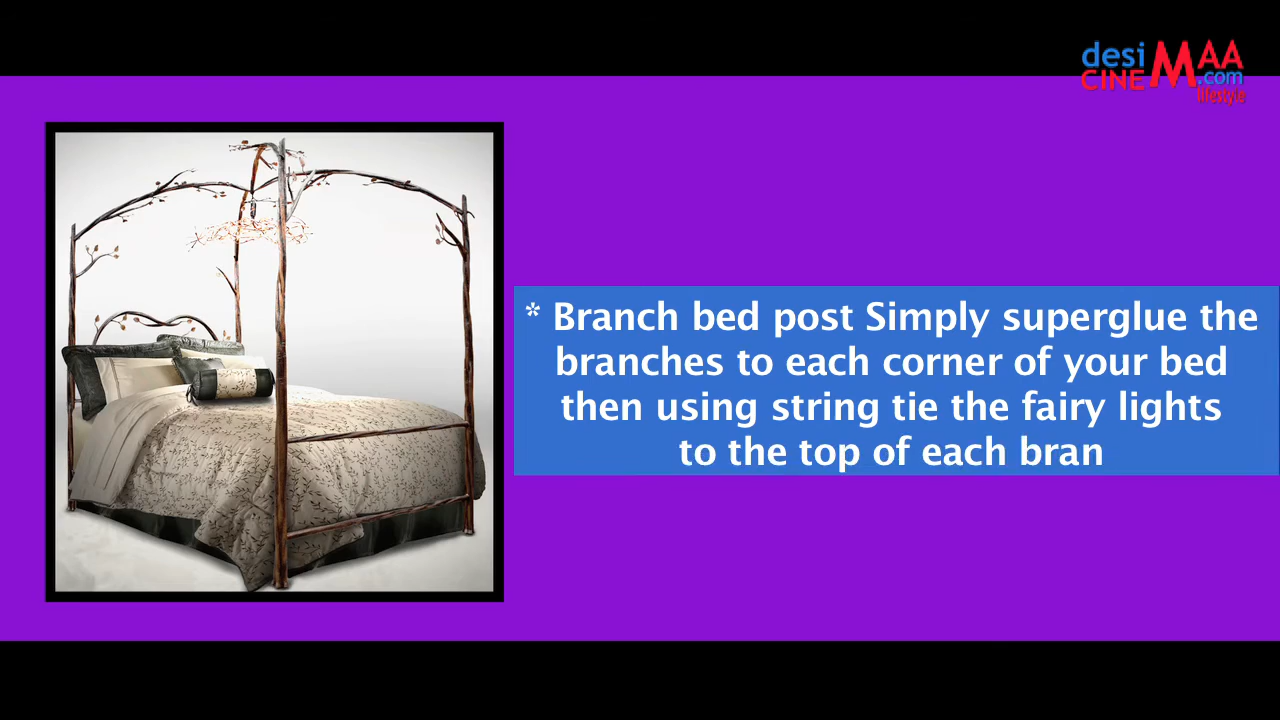 desi
CINEMAA
.com
lifestyle
* Branch bed post Simply superglue the
branches to each corner of your bed
then using string tie the fairy lights
to the top of each bran